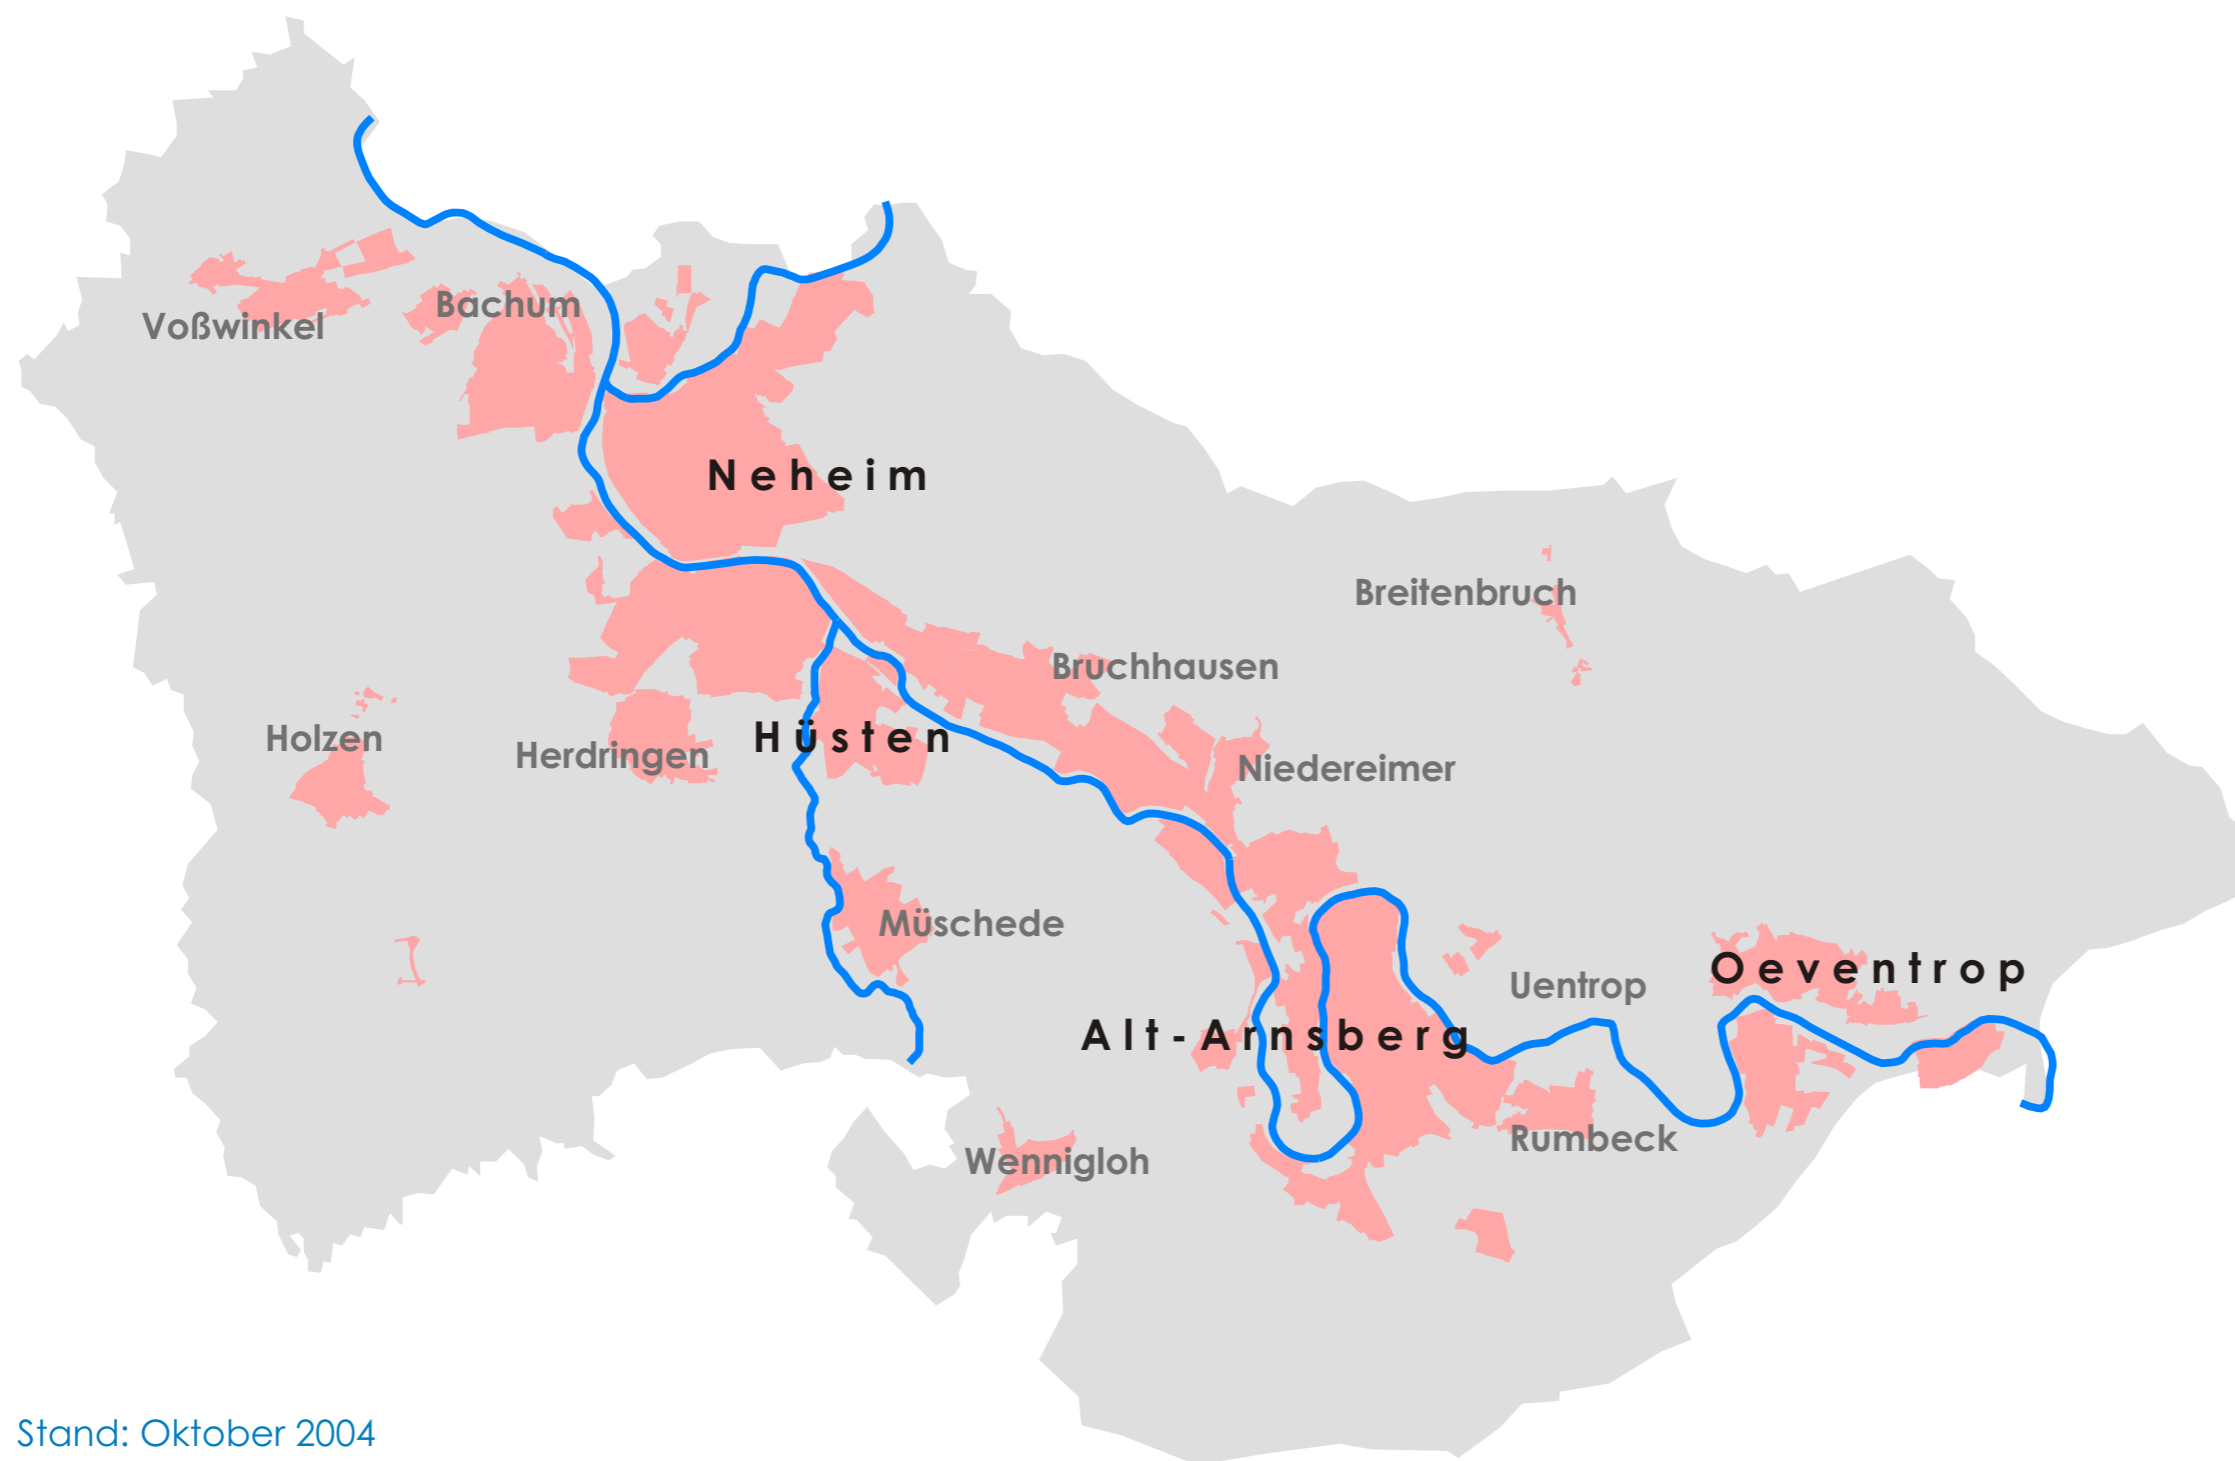 Bachum
Voßwinkel
Neheim
Breitenbruch
Bruchhausen
Holzen
Herdringen
Hüsten
Niedereimer
Müschede
Oeventrop
Uentrop
Alt-Arnsberg
Rumbeck
Wennigloh
Stand: Oktober 2004